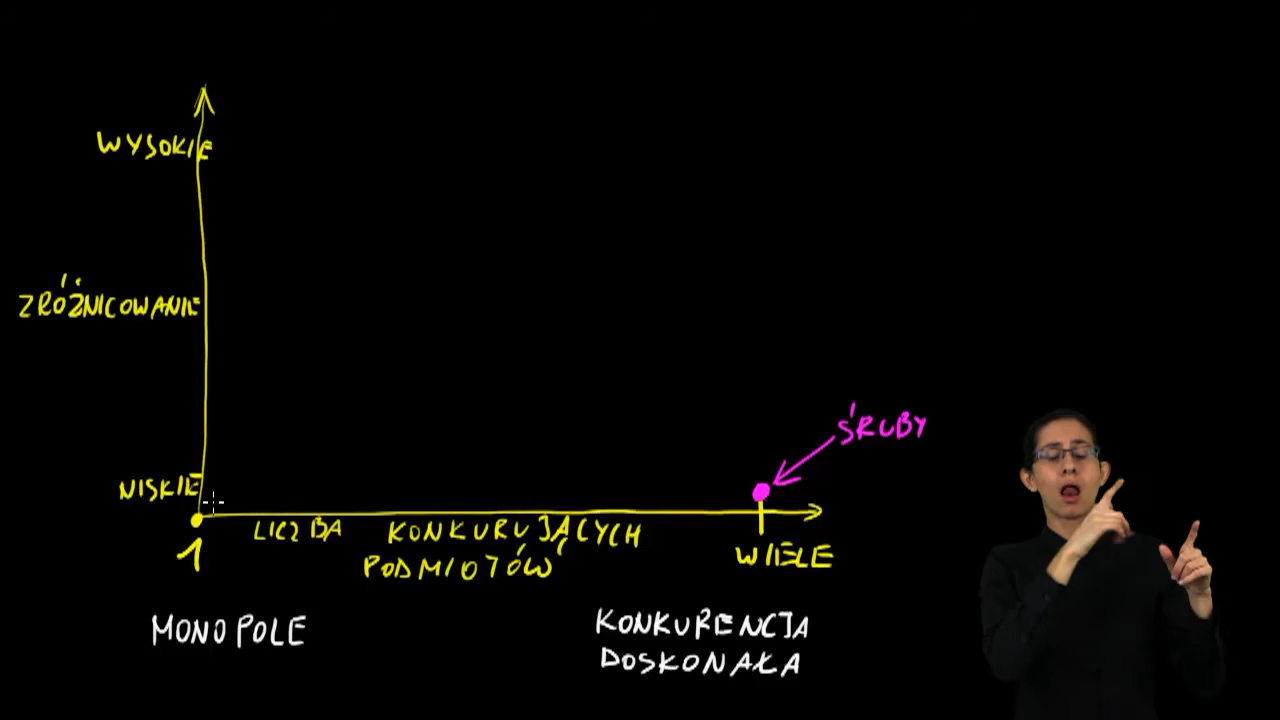 WYSOKIE
ZRÓŻNICOWANIE
ŚRUBY
NISKIE
1
LICZBA KONKURUJĄCYCH
PODMIOTÓW
WIELE
MONOPOLE
KONKURENCJA
DOSKONAŁA